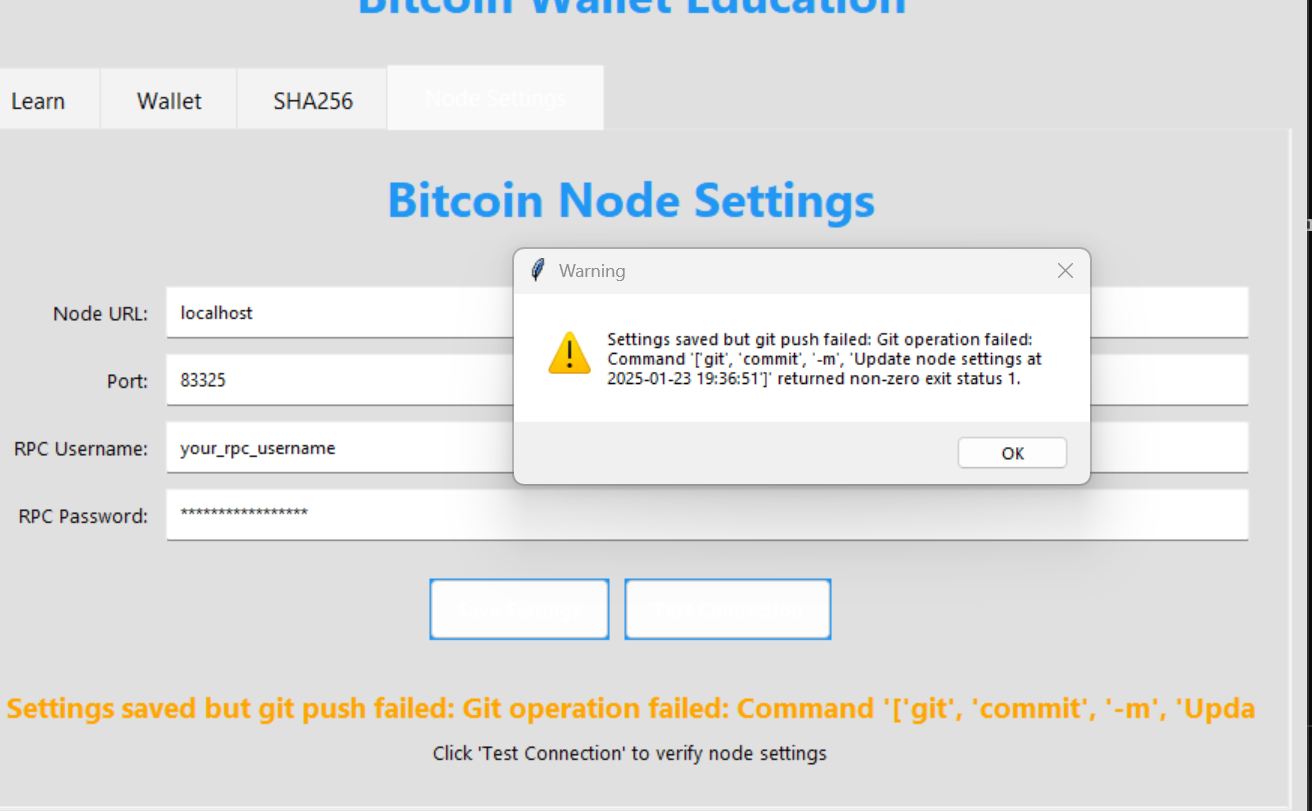 Bitcoin Wallet Education
Learn
Wallet
SHA256
Node Settings
Bitcoin Node Settings
Warning
Settings saved but git push failed: Git operation failed:
Command '['git', 'commit', '-m', 'Update node settings at
2025-01-23 19:36:51']' returned non-zero exit status 1.
OK
Node URL:
localhost
Port:
83325
RPC Username:
your_rpc_username
RPC Password:
*****************
Settings saved but git push failed: Git operation failed: Command '['git', 'commit', '-m', 'Upda
Click 'Test Connection' to verify node settings